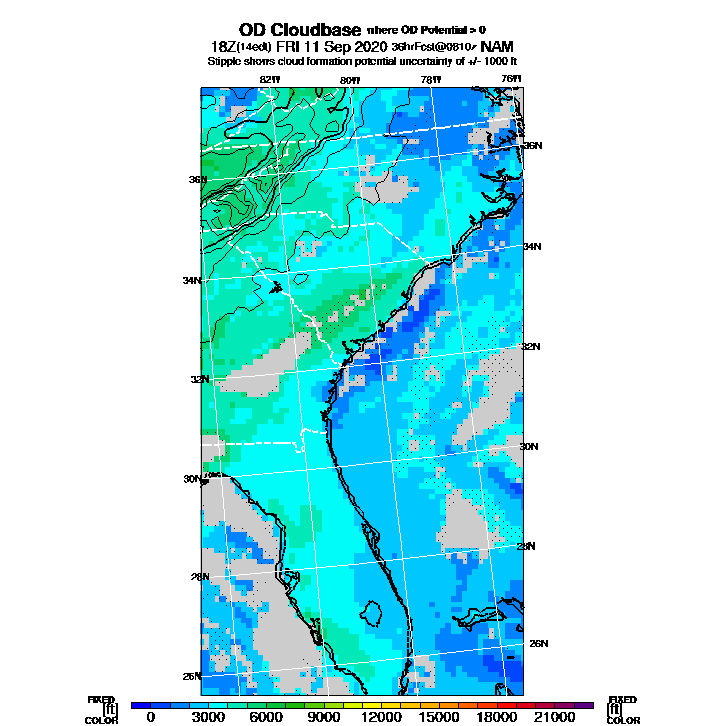 OD Cloudbase where OD Potential > 0
18Z(14edt) FRI 11 Sep 2020 36hrFcst@0610z NAM
Stipple shows cloud formation potential uncertainty of +/- 1000 ft
82W 80W 78W 76W
36N
36N
34N
34N
32N
32N
30N
30N
28N
28N
26N
26N
FIXED FIXED
[ft] [ft]
COLOR COLOR
0 3000 6000 9000 12000 15000 18000 21000